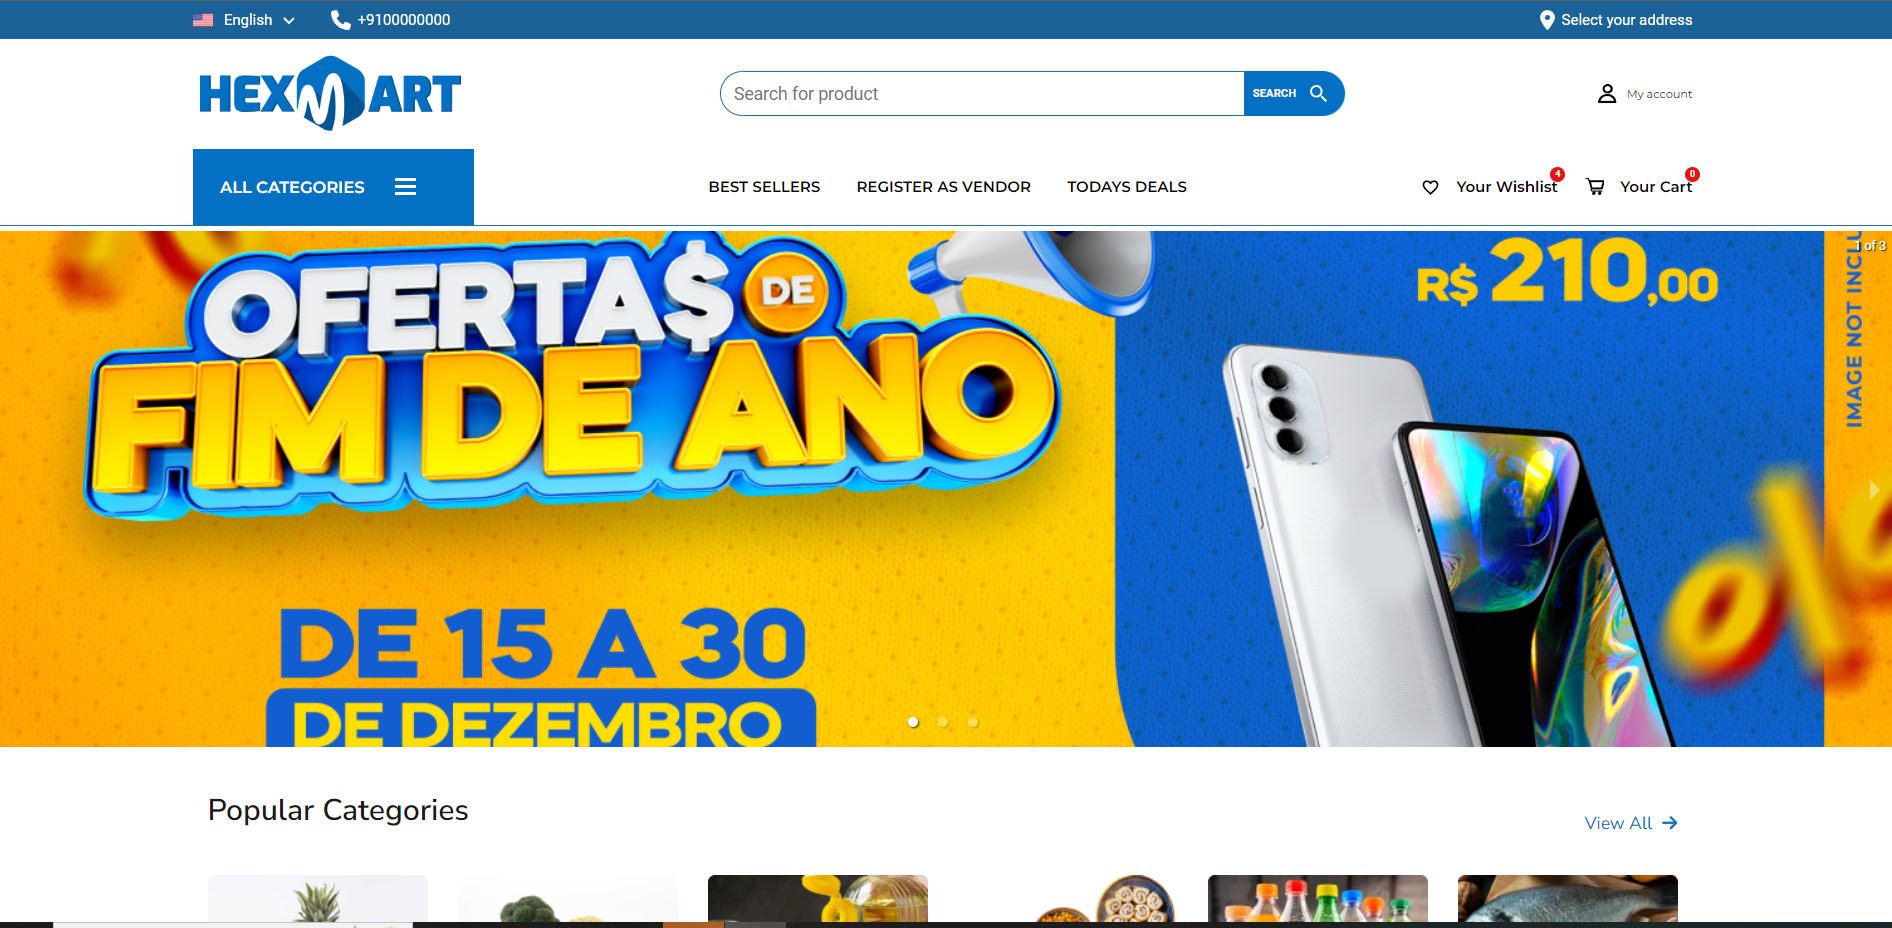 English
+9100000000
Select your address
HEXMART
Search for product
SEARCH
My account
ALL CATEGORIES
BEST SELLERS
REGISTER AS VENDOR
TODAYS DEALS
Your Wishlist
4
Your Cart
0
OFERTA$ DE
FIM DE ANO
DE 15 A 30
DE DEZEMBRO
R$ 210,00
IMAGE NOT INCLU
1 of 3
%
Popular Categories
View All